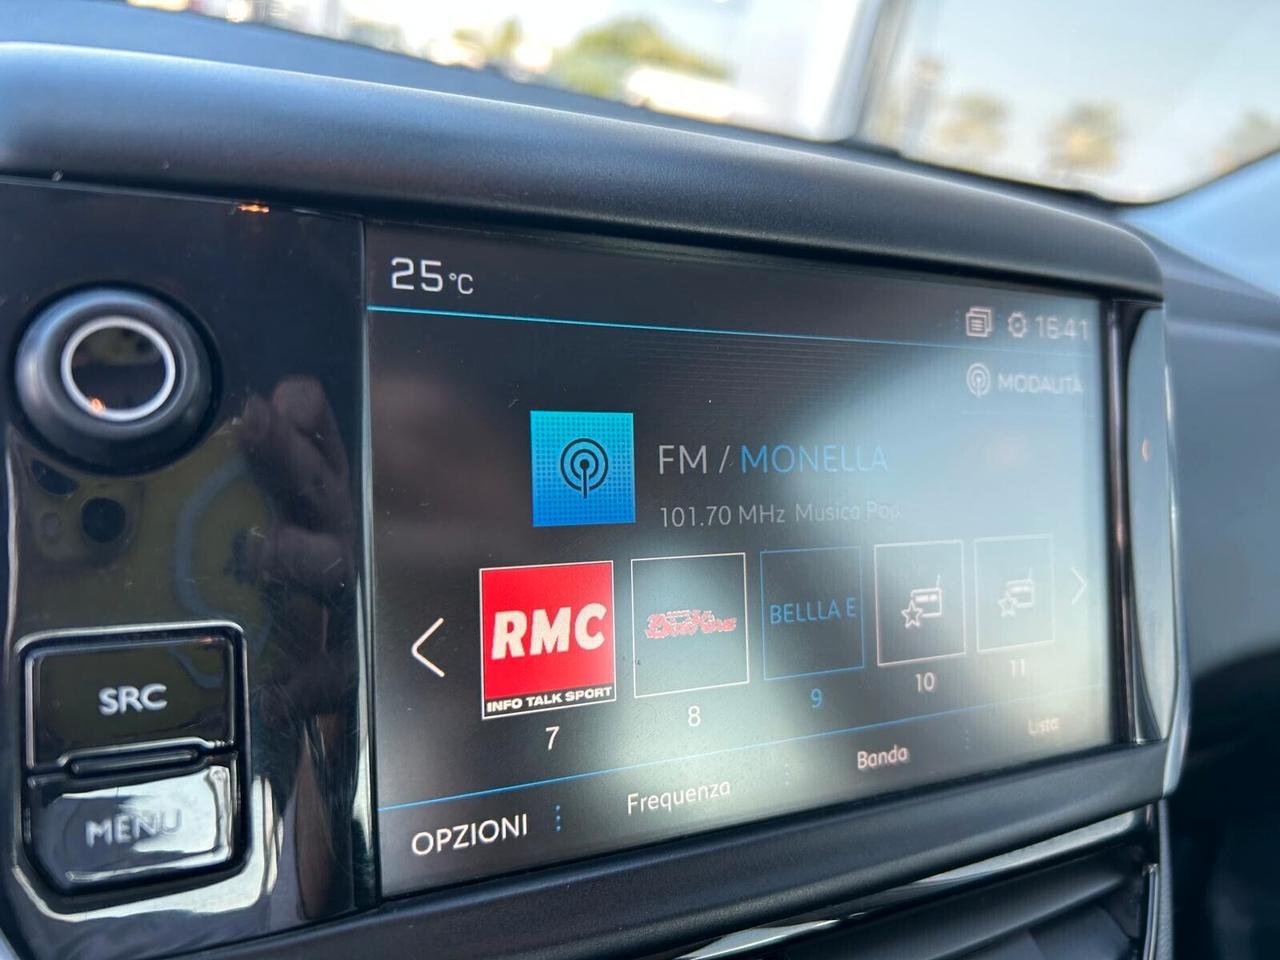 25°C
16:41
MODALITÀ
FM / MONELLA
101.70 MHz Musica Pop
RMC
INFO TALK SPORT
BELLLA E
7
8
9
10
11
OPZIONI
Frequenza
Banda
Lista
SRC
MENU